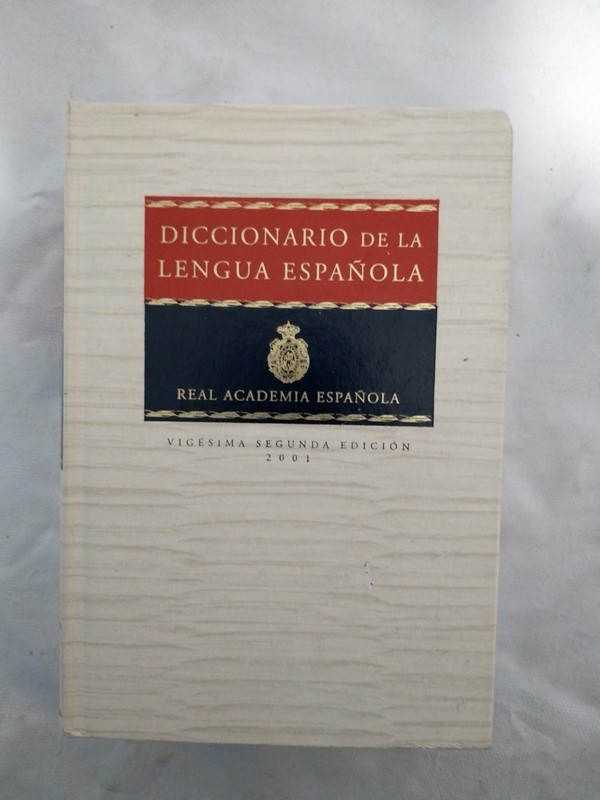 DICCIONARIO DE LA
LENGUA ESPAÑOLA
REAL ACADEMIA ESPAÑOLA
VIGÉSIMA SEGUNDA EDICIÓN
2001